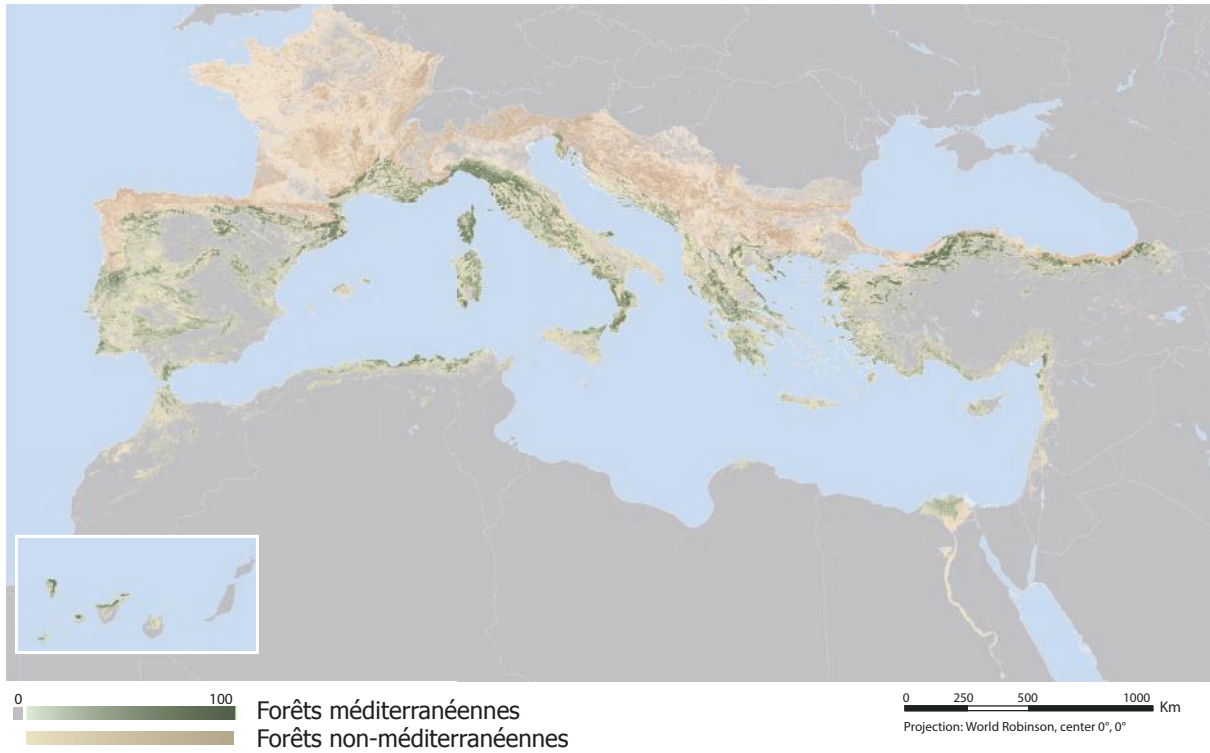 0 100
Forêts méditerranéennes
Forêts non-méditerranéennes
0 250 500 1000 Km
Projection: World Robinson, center 0°, 0°